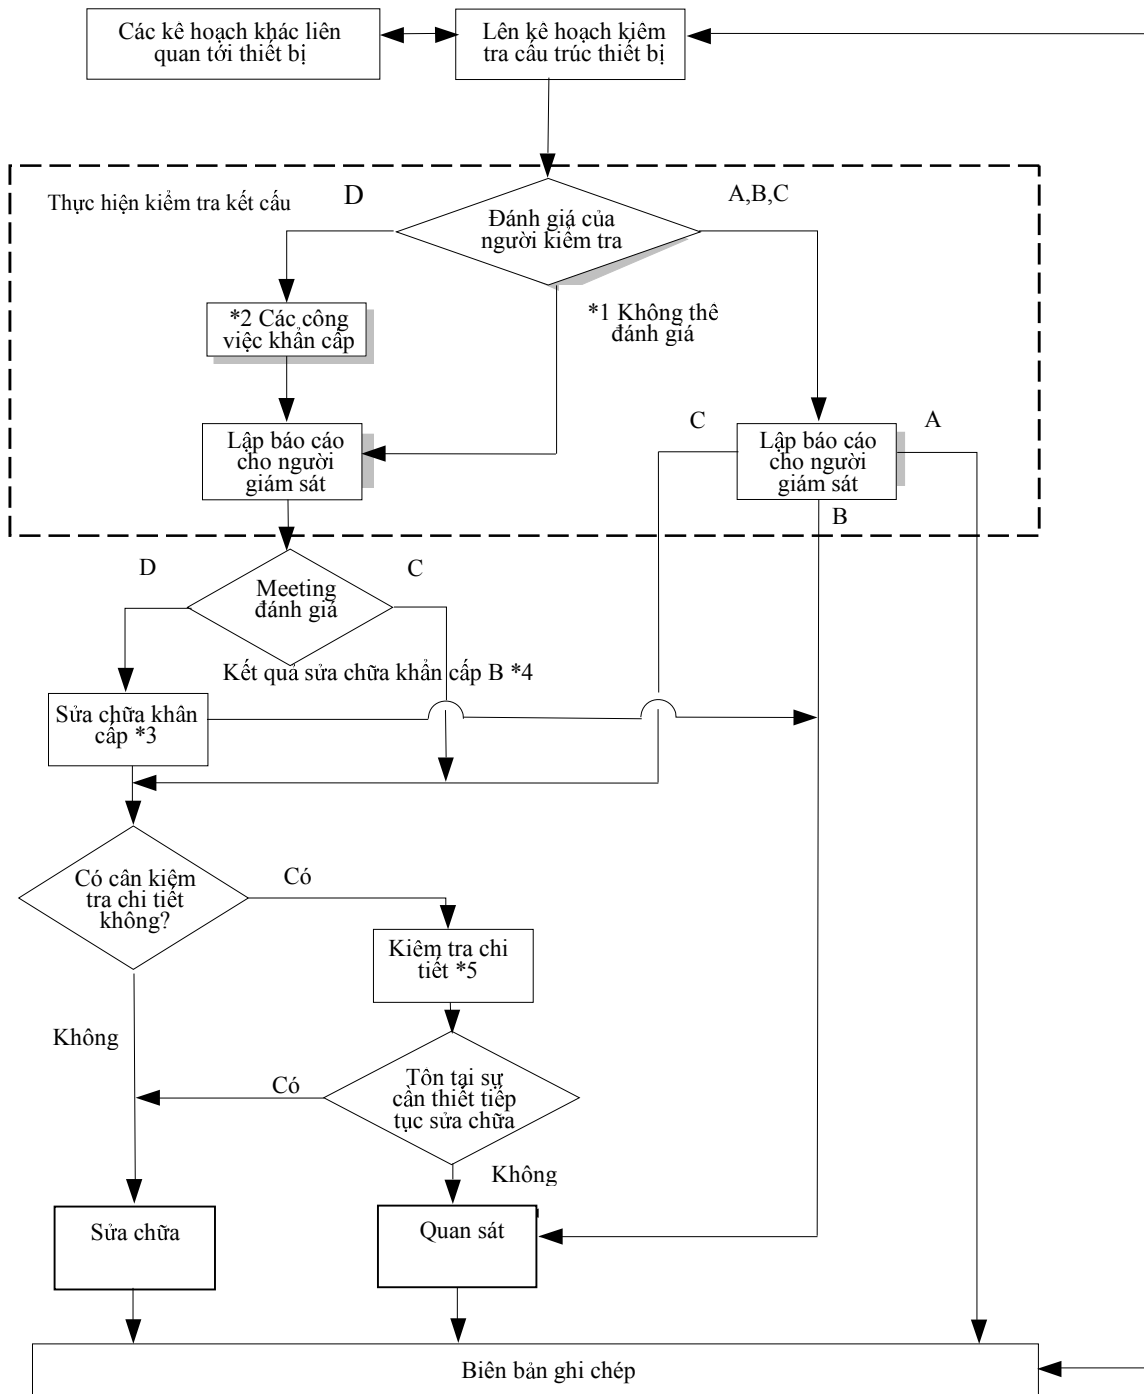 Các kê hoạch khác liên
quan tới thiết bị
Lên kê hoạch kiêm
tra câu trúc thiêt bị
Thực hiện kiểm tra kết cấu
D
A,B,C
Đánh giá của
người kiểm tra
*2 Các công
việc khẩn cấp
*1 Không thê
đánh giá
Lập báo cáo
cho người
giám sát
C
Lập báo cáo
cho người
giám sát
A
B
D
Meeting
đánh giá
C
Kết quả sửa chữa khẩn cấp B *4
Sửa chữa khân
cấp *3
Có cân kiêm
tra chi tiết
không?
Có
Kiêm tra chi
tiết *5
Không
Có
Tôn tại sự
cần thiết tiếp
tục sửa chữa
Không
Sửa chữa
Quan sát
Biên bản ghi chép